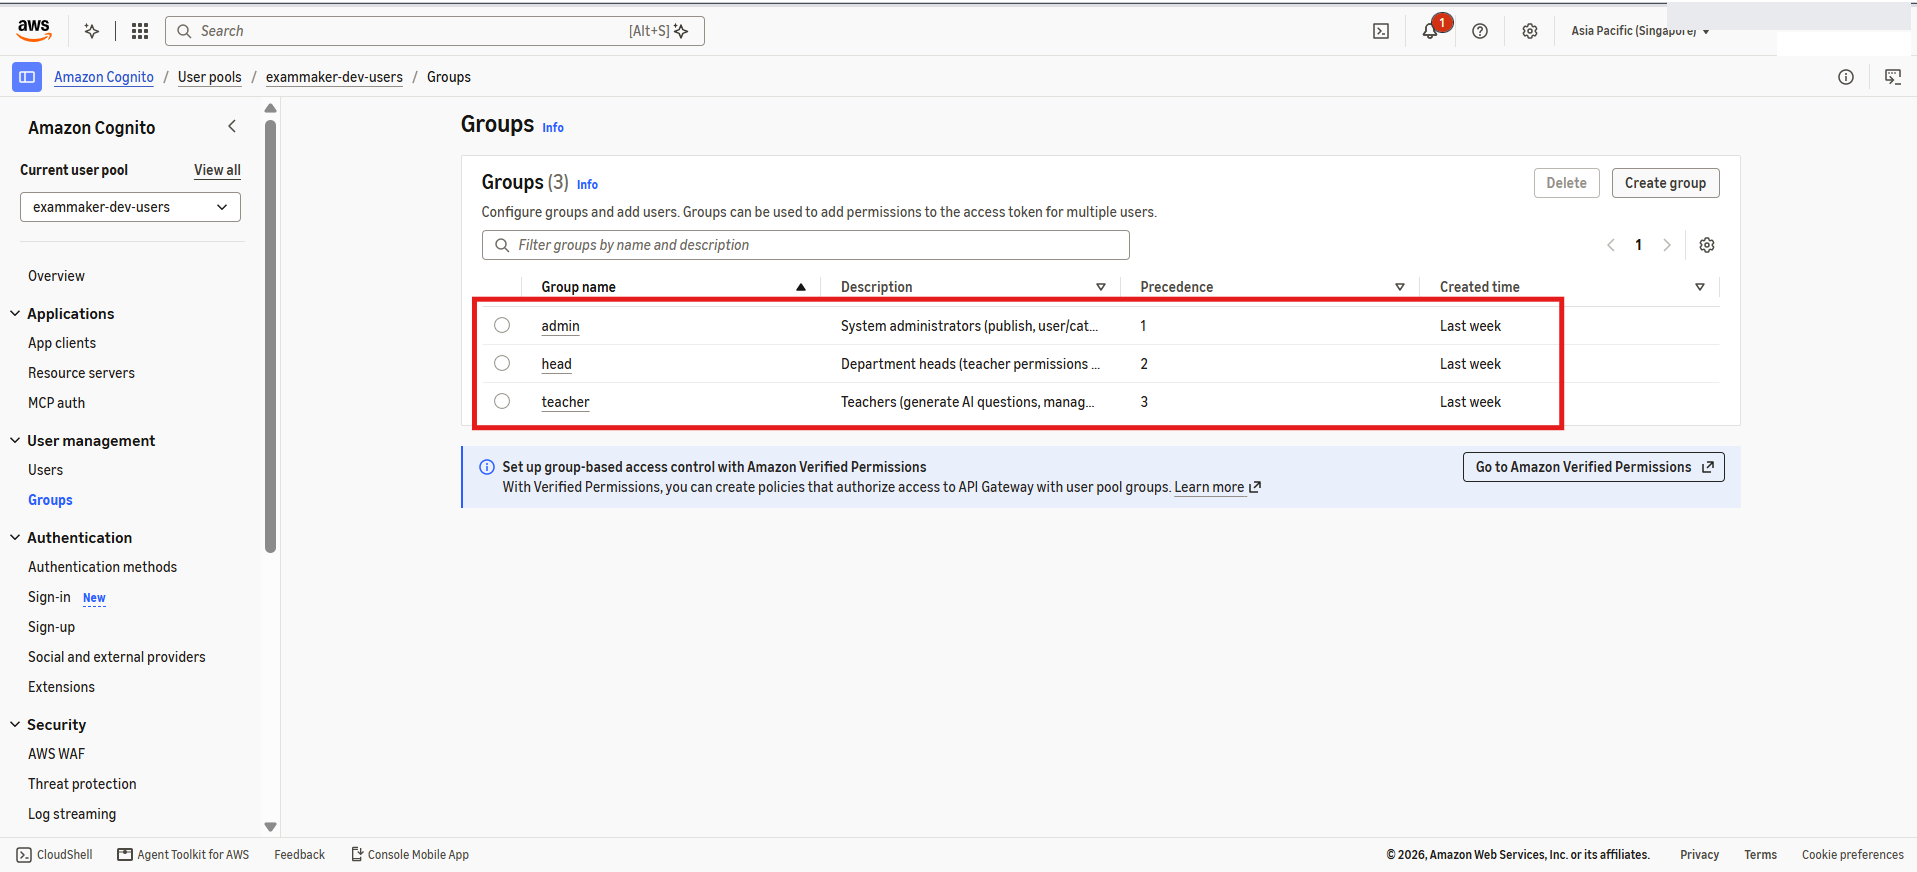 aws
Search [Alt+S]
1
Asia Pacific (Singapore)
Amazon Cognito / User pools / exammaker-dev-users / Groups
Amazon Cognito
Current user pool View all
exammaker-dev-users
Overview
Applications
App clients
Resource servers
MCP auth
User management
Users
Groups
Authentication
Authentication methods
Sign-in New
Sign-up
Social and external providers
Extensions
Security
AWS WAF
Threat protection
Log streaming
Groups Info
Groups (3) Info
Delete Create group
Configure groups and add users. Groups can be used to add permissions to the access token for multiple users.
Filter groups by name and description
1
Group name Description Precedence Created time
admin System administrators (publish, user/cat... 1 Last week
head Department heads (teacher permissions ... 2 Last week
teacher Teachers (generate AI questions, manag... 3 Last week
Set up group-based access control with Amazon Verified Permissions
With Verified Permissions, you can create policies that authorize access to API Gateway with user pool groups. Learn more
Go to Amazon Verified Permissions
CloudShell Agent Toolkit for AWS Feedback Console Mobile App
© 2026, Amazon Web Services, Inc. or its affiliates. Privacy Terms Cookie preferences